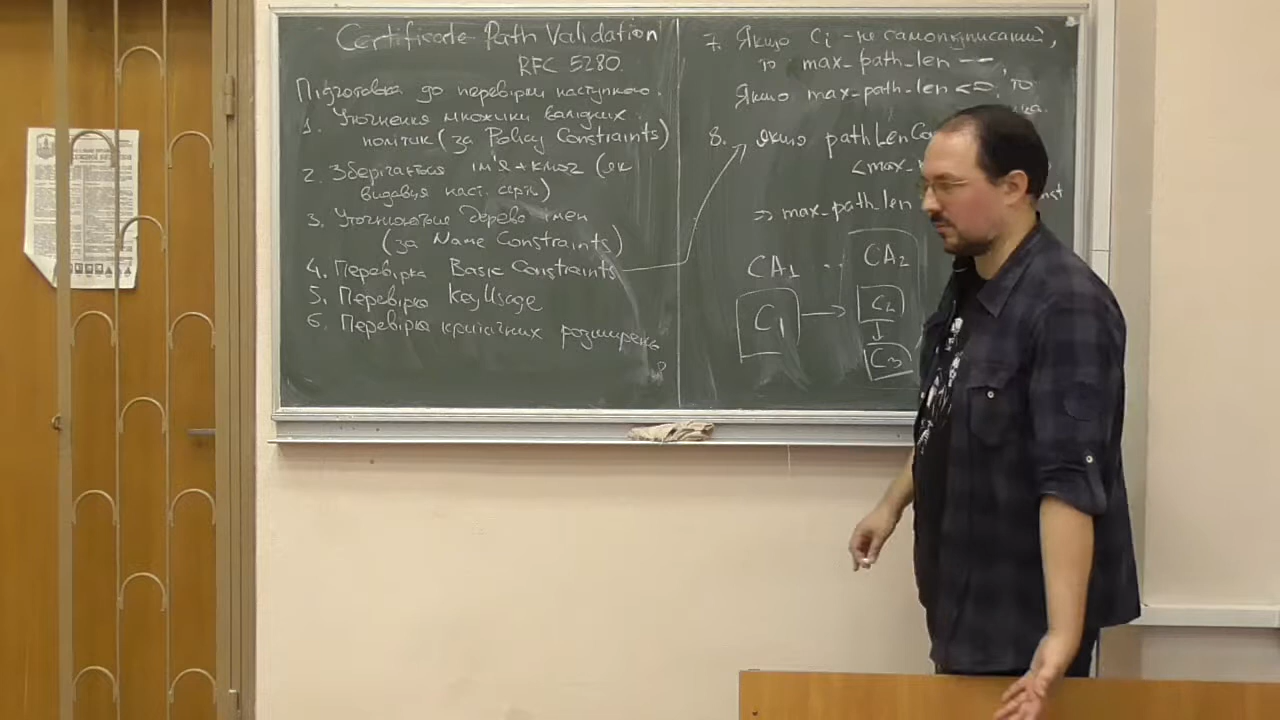 Certificate Path Validation
RFC 5280.
Підготовка до перевірки наступного.
1. Уточнення множини валідних
політик (за Policy Constraints)
2. Зберігається ім'я + ключ (як
видавця наст. серт)
3. Уточнюється дерево імен
(за Name Constraints)
4. Перевірка Basic Constraints
5. Перевірка KeyUsage
6. Перевірка критичних розширень
7. Якщо Ci - не самопідписаний,
то max_path_len --
Якщо max_path_len <0, то
8. якщо pathLenCo
<max_
⇒ max_path_len
CA1 .. CA2
C1 → C2
↓
C3